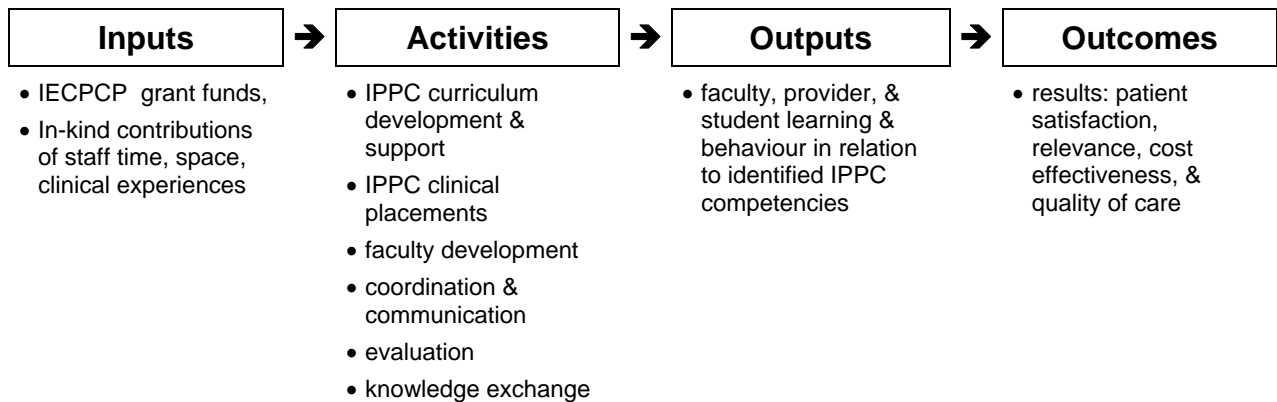 Inputs
• IECPCP grant funds,
• In-kind contributions
of staff time, space,
clinical experiences
Activities
• IPPC curriculum
development &
support
• IPPC clinical
placements
• faculty development
• coordination &
communication
• evaluation
• knowledge exchange
Outputs
• faculty, provider, &
student learning &
behaviour in relation
to identified IPPC
competencies
Outcomes
• results: patient
satisfaction,
relevance, cost
effectiveness, &
quality of care